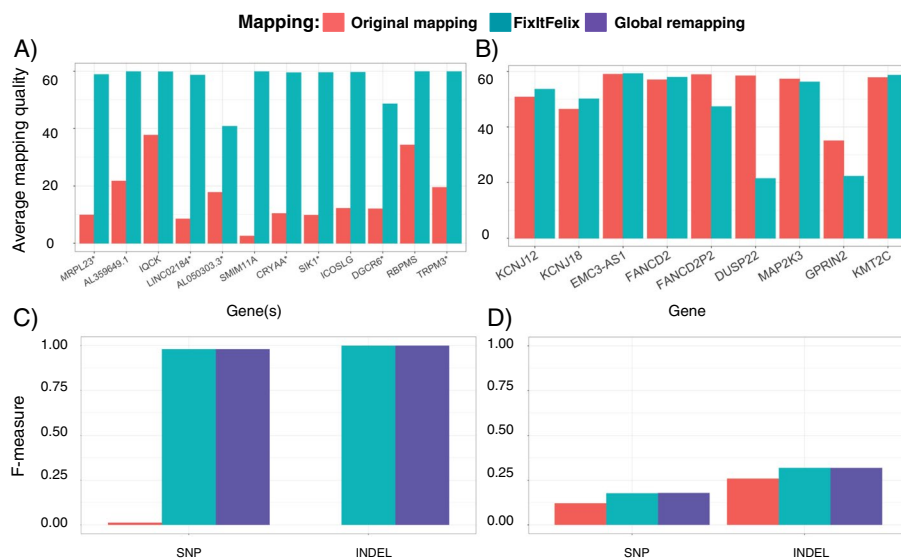 Mapping: Original mapping FixItFelix Global remapping
A)
Average mapping quality
60
40
20
0
MRPL23*
AL359649.1
IQCK
LINC02184*
AL050303.3*
SMIM11A
CRYAA*
SIK1*
ICOSLG
DGCR6*
RBPMS
TRPM3*
Gene(s)
B)
60
40
20
0
KCNJ12
KCNJ18
EMC3-AS1
FANCD2
FANCD2P2
DUSP22
MAP2K3
GPRIN2
KMT2C
Gene
C)
F-measure
1.00
0.75
0.50
0.25
0.00
SNP
INDEL
D)
1.00
0.75
0.50
0.25
0.00
SNP
INDEL